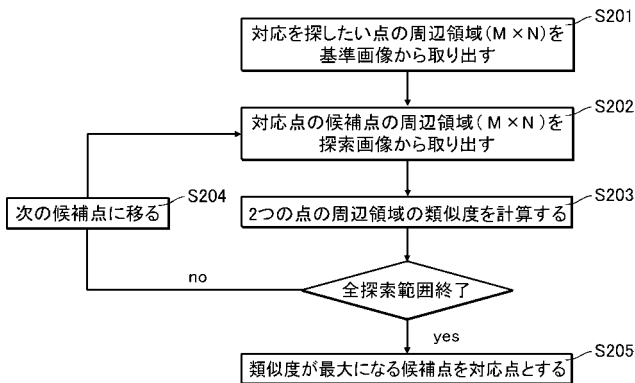 S201
対応を探したい点の周辺領域(M×N)を
基準画像から取り出す
S202
対応点の候補点の周辺領域(M×N)を
探索画像から取り出す
S204
次の候補点に移る
S203
2つの点の周辺領域の類似度を計算する
no
全探索範囲終了
yes
S205
類似度が最大になる候補点を対応点とする